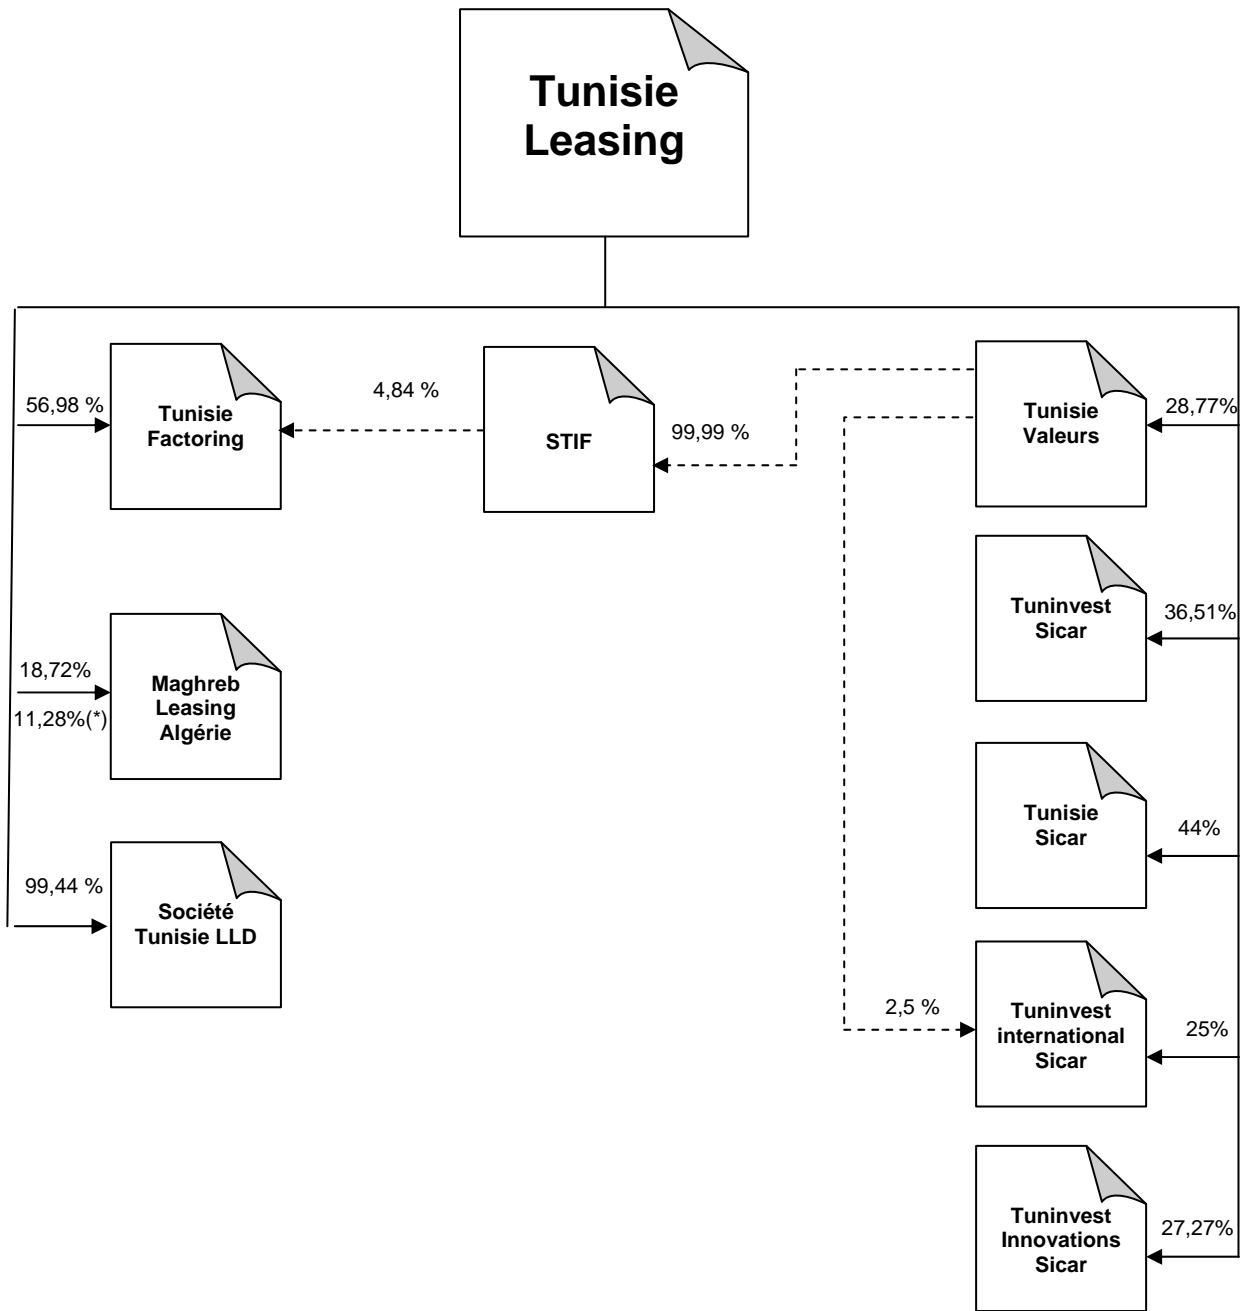 Tunisie
Leasing
56,98 %
Tunisie
Factoring
4,84 %
STIF
99,99 %
Tunisie
Valeurs
28,77%
Tuninvest
Sicar
36,51%
18,72%
11,28%(*)
Maghreb
Leasing
Algérie
Tunisie
Sicar
44%
99,44 %
Société
Tunisie LLD
2,5 %
Tuninvest
international
Sicar
25%
Tuninvest
Innovations
Sicar
27,27%